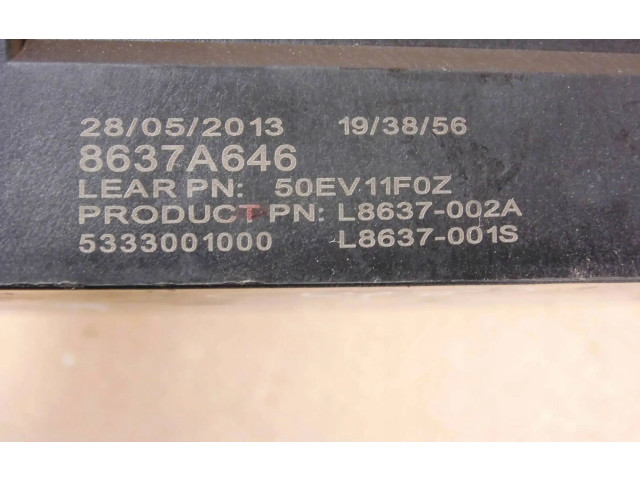 28/05/2013 19/38/56
8637A646
LEAR PN: 50EV11F0Z
PRODUCT PN: L8637-002A
5333001000 L8637-001S